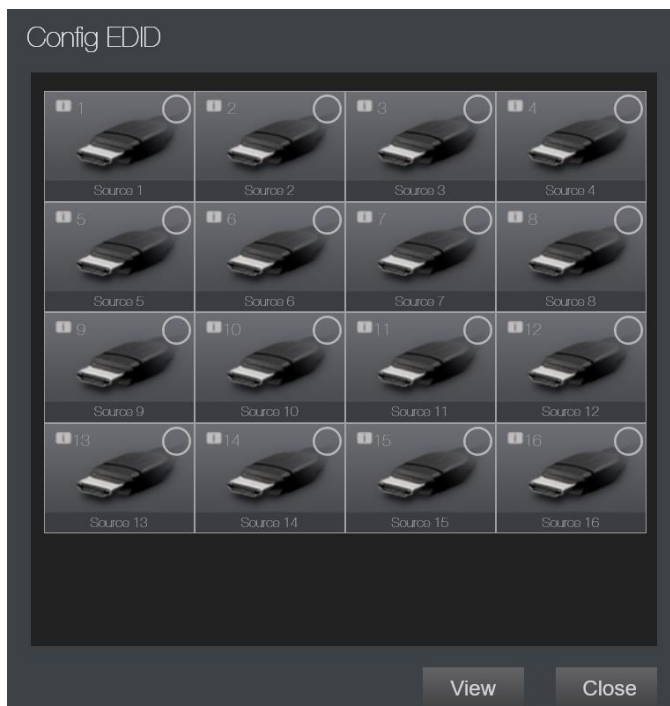 Config EDID
i 1 i 2 i 3 i 4
Source 1 Source 2 Source 3 Source 4
i 5 i 6 i 7 i 8
Source 5 Source 6 Source 7 Source 8
i 9 i 10 i 11 i 12
Source 9 Source 10 Source 11 Source 12
i 13 i 14 i 15 i 16
Source 13 Source 14 Source 15 Source 16
View Close